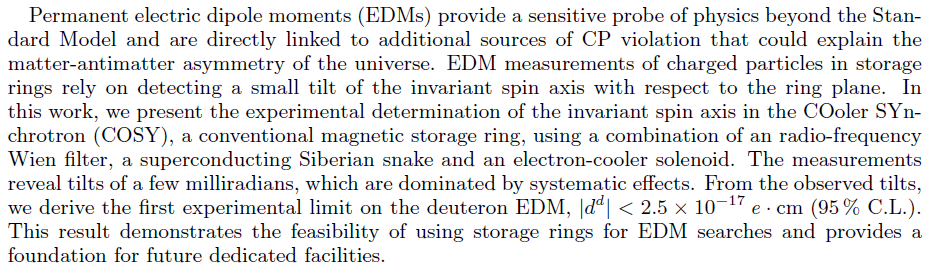 Permanent electric dipole moments (EDMs) provide a sensitive probe of physics beyond the Stan-
dard Model and are directly linked to additional sources of CP violation that could explain the
matter-antimatter asymmetry of the universe. EDM measurements of charged particles in storage
rings rely on detecting a small tilt of the invariant spin axis with respect to the ring plane. In
this work, we present the experimental determination of the invariant spin axis in the COoler SYn-
chrotron (COSY), a conventional magnetic storage ring, using a combination of an radio-frequency
Wien filter, a superconducting Siberian snake and an electron-cooler solenoid. The measurements
reveal tilts of a few milliradians, which are dominated by systematic effects. From the observed tilts,
we derive the first experimental limit on the deuteron EDM, |dᵈ| < 2.5 × 10⁻¹⁷ e · cm (95 % C.L.).
This result demonstrates the feasibility of using storage rings for EDM searches and provides a
foundation for future dedicated facilities.